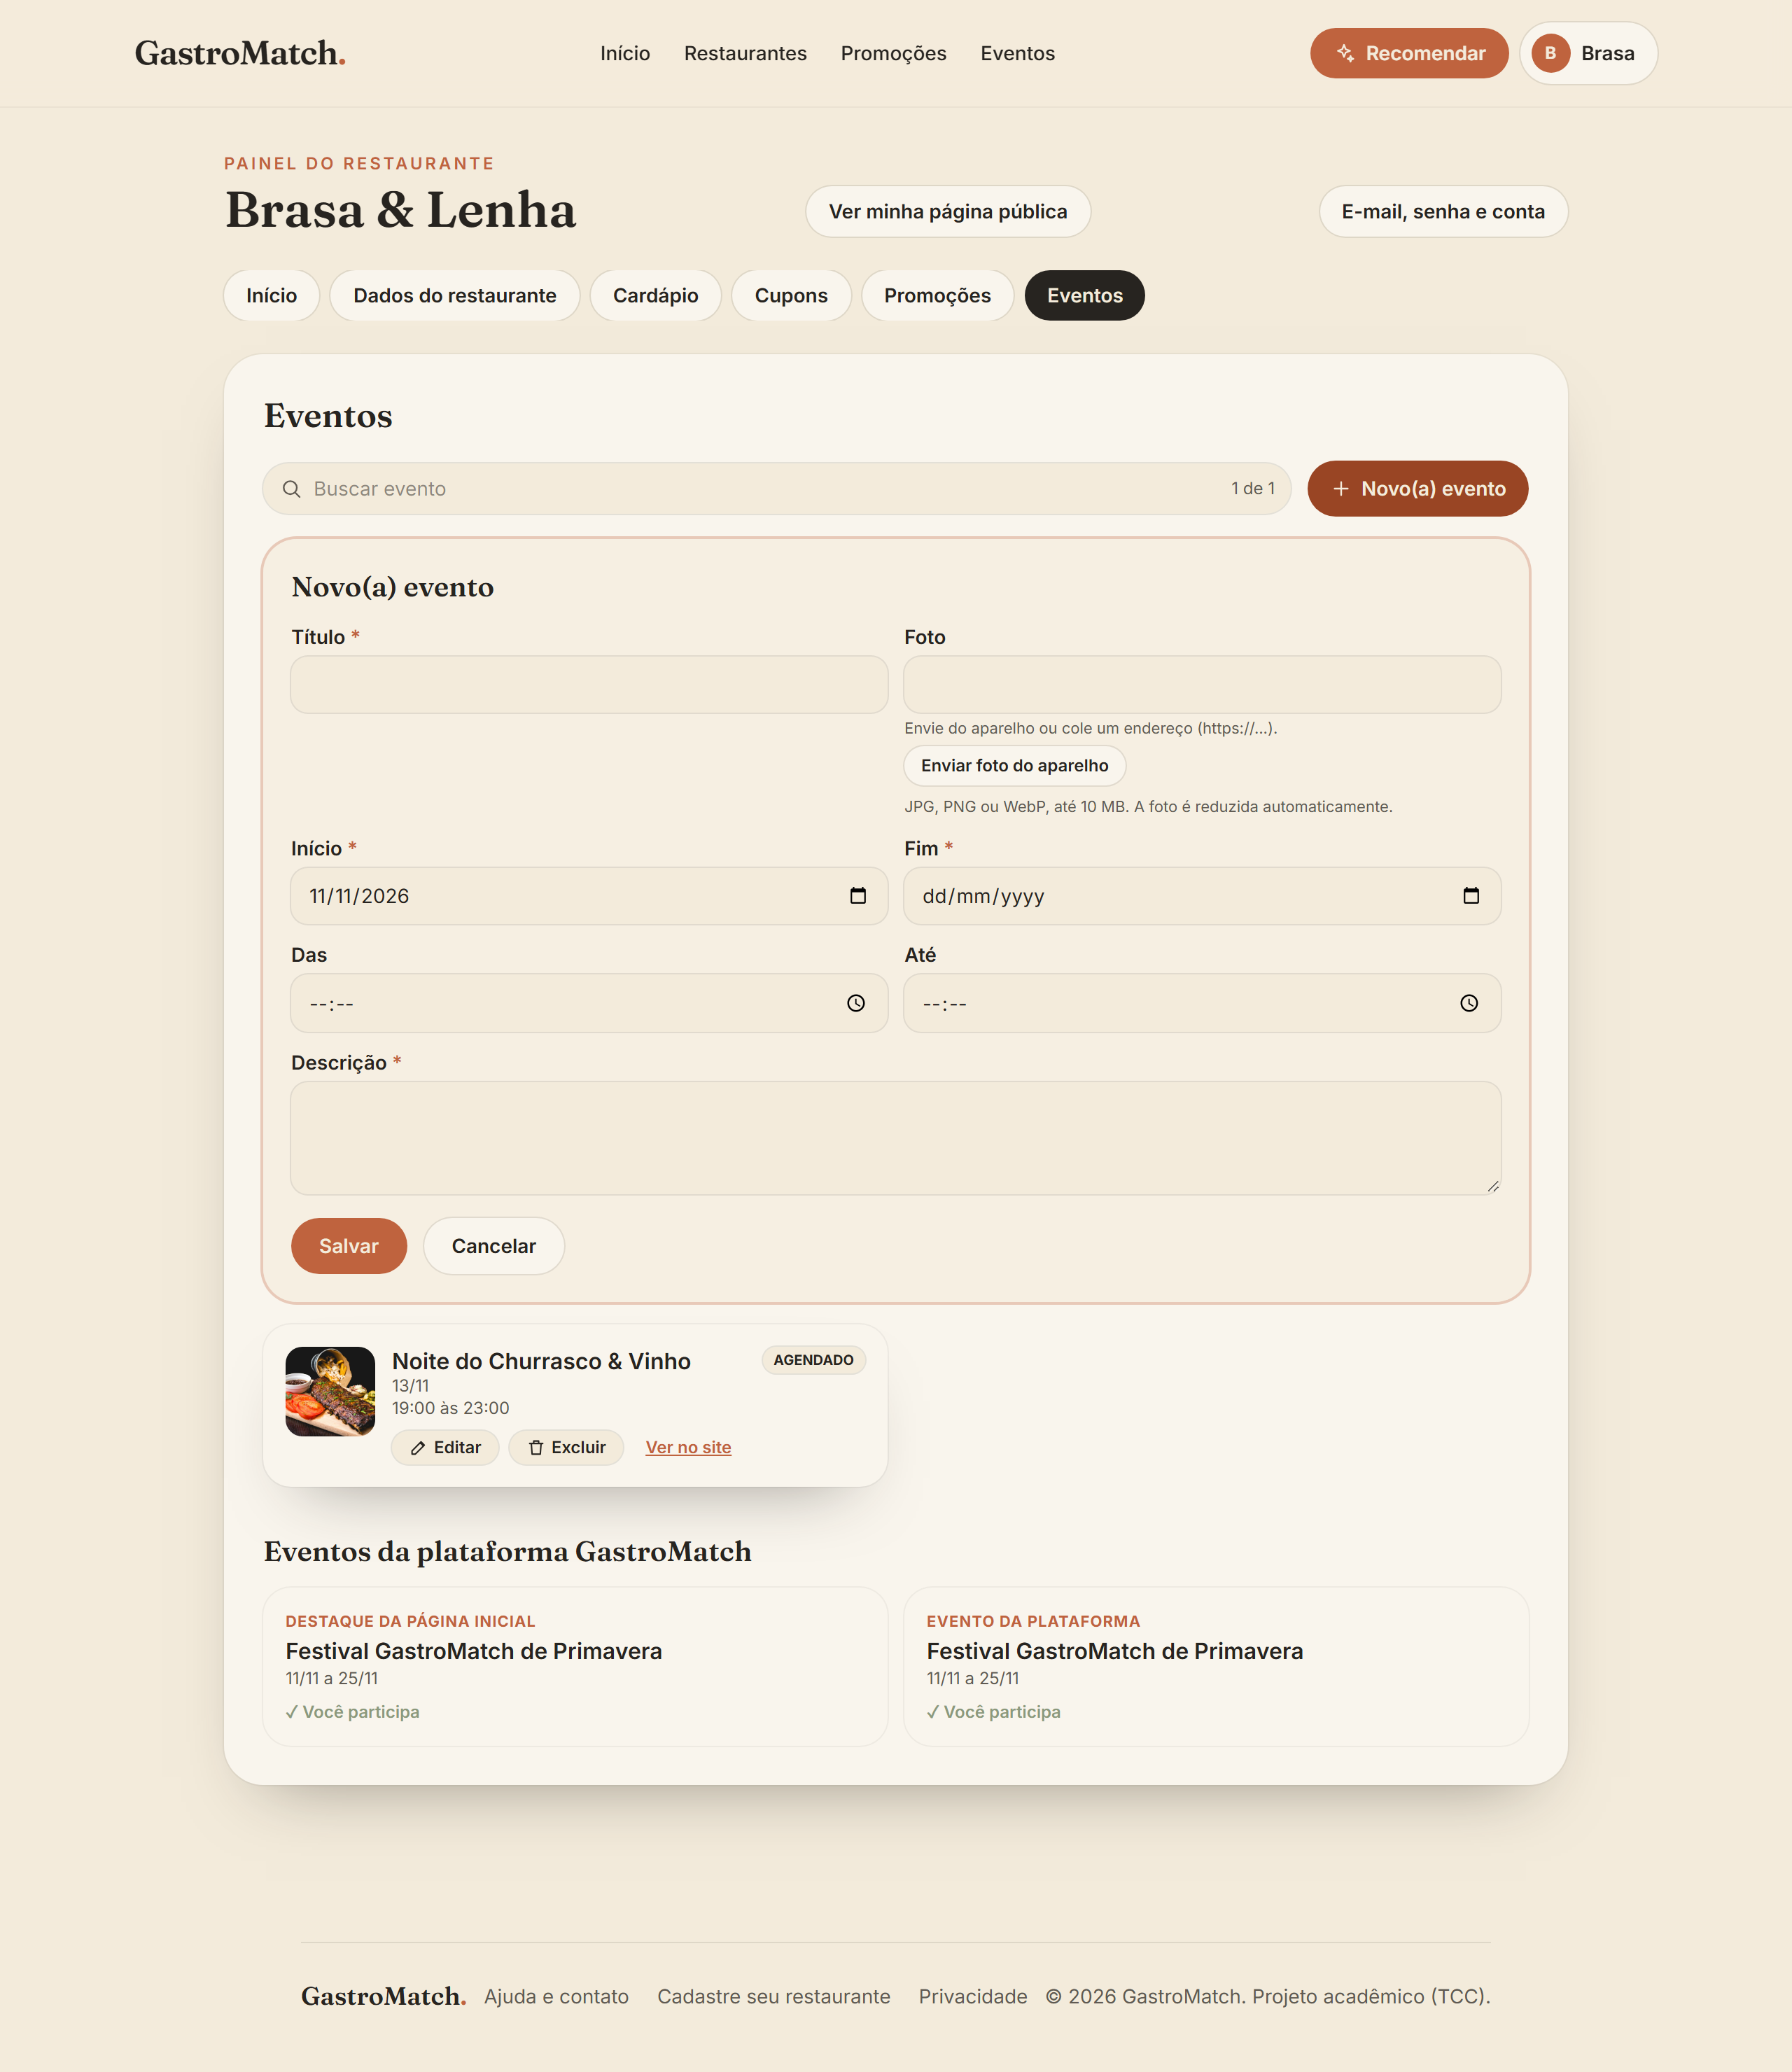 GastroMatch.
Início Restaurantes Promoções Eventos
Recomendar
B Brasa
PAINEL DO RESTAURANTE
Brasa & Lenha
Ver minha página pública
E-mail, senha e conta
Início Dados do restaurante Cardápio Cupons Promoções Eventos
Eventos
Buscar evento 1 de 1
Novo(a) evento
Novo(a) evento
Título *
Foto
Envie do aparelho ou cole um endereço (https://...).
Enviar foto do aparelho
JPG, PNG ou WebP, até 10 MB. A foto é reduzida automaticamente.
Início *
Fim *
11/11/2026
dd/mm/yyyy
Das
Até
--:--
--:--
Descrição *
Salvar Cancelar
Noite do Churrasco & Vinho
AGENDADO
13/11
19:00 às 23:00
Editar Excluir Ver no site
Eventos da plataforma GastroMatch
DESTAQUE DA PÁGINA INICIAL
Festival GastroMatch de Primavera
11/11 a 25/11
✓ Você participa
EVENTO DA PLATAFORMA
Festival GastroMatch de Primavera
11/11 a 25/11
✓ Você participa
GastroMatch. Ajuda e contato Cadastre seu restaurante Privacidade © 2026 GastroMatch. Projeto acadêmico (TCC).